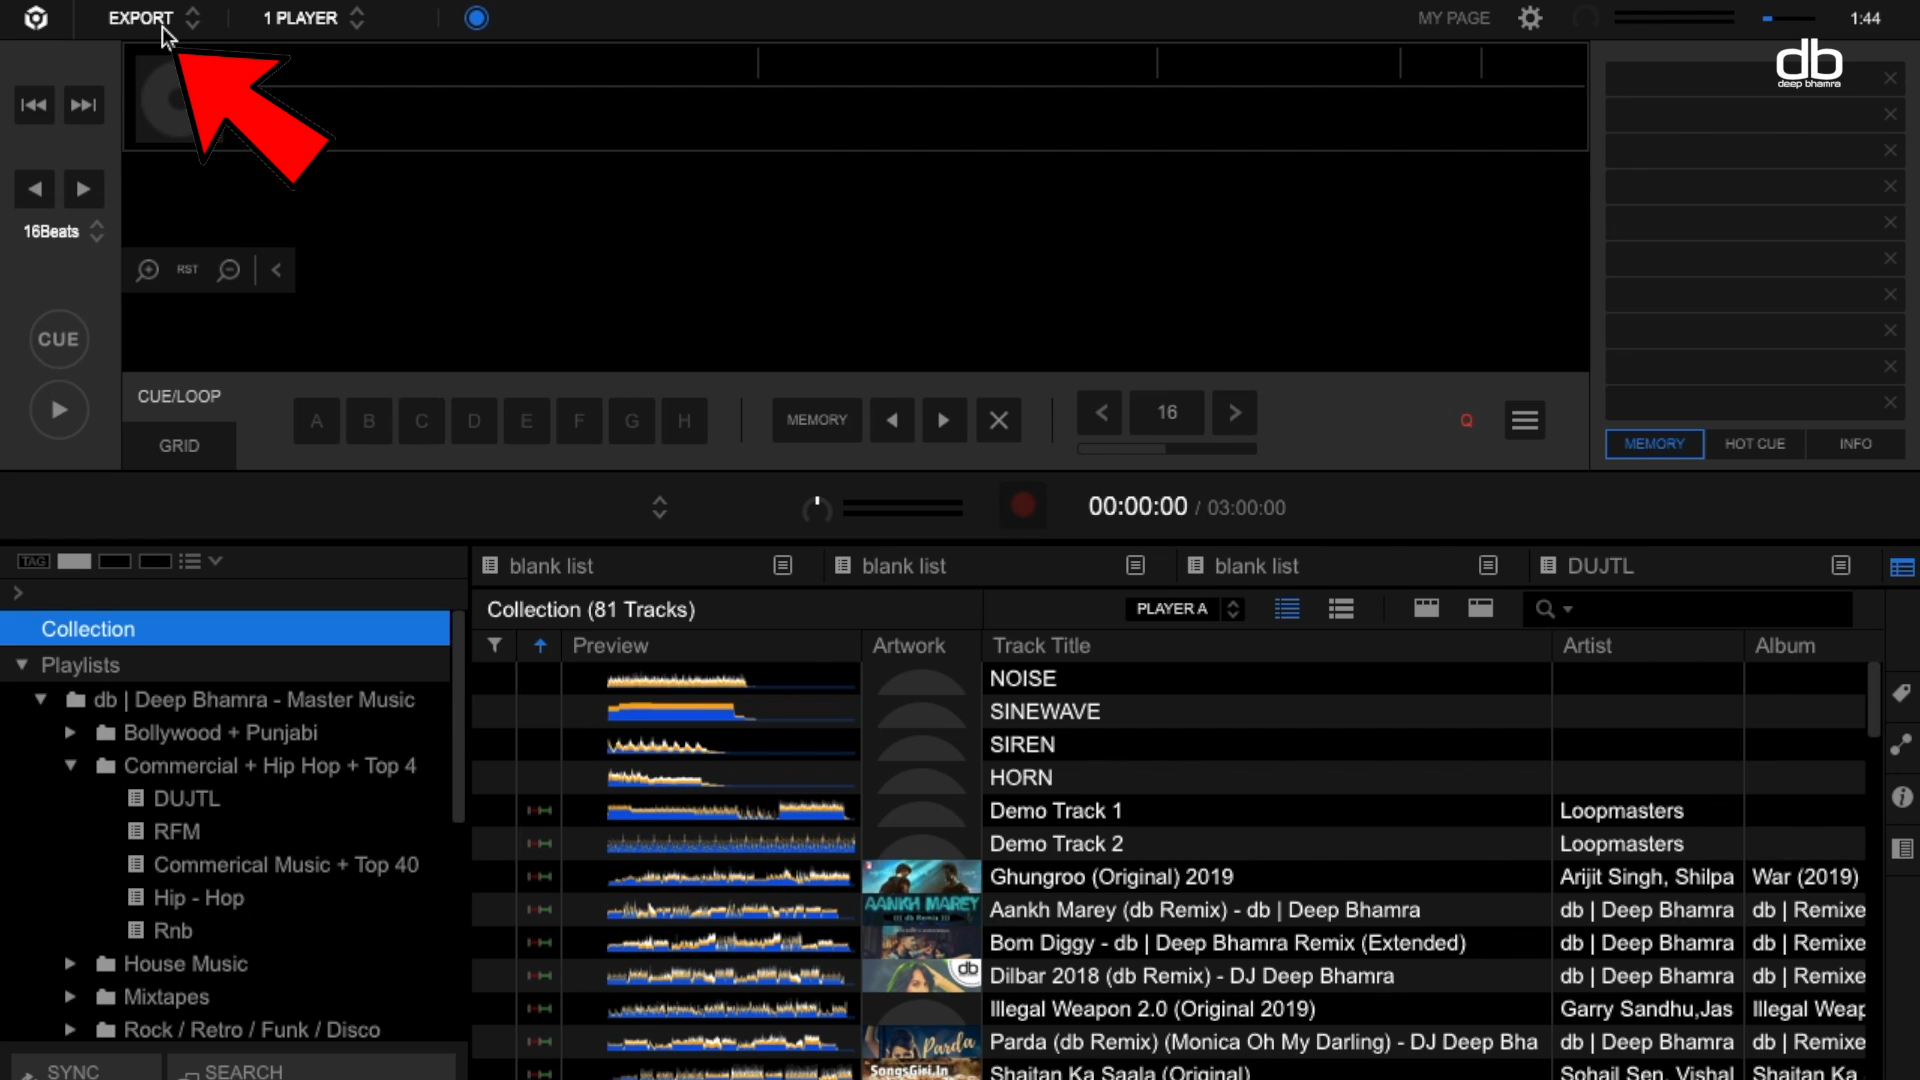 EXPORT
1 PLAYER
MY PAGE
1:44
db
deep bhamra
16Beats
RST
CUE
CUE/LOOP
GRID
A B C D E F G H
MEMORY
16
Q
MEMORY HOT CUE INFO
00:00:00 / 03:00:00
TAG
blank list
blank list
blank list
DUJTL
Collection (81 Tracks)
PLAYER A
Collection
Playlists
db | Deep Bhamra - Master Music
Bollywood + Punjabi
Commercial + Hip Hop + Top 4
DUJTL
RFM
Commerical Music + Top 40
Hip - Hop
Rnb
House Music
Mixtapes
Rock / Retro / Funk / Disco
SYNC
SEARCH
Preview Artwork Track Title Artist Album
NOISE
SINEWAVE
SIREN
HORN
Demo Track 1 Loopmasters
Demo Track 2 Loopmasters
Ghungroo (Original) 2019 Arijit Singh, Shilpa War (2019)
AANKH MAREY
db Remix
Aankh Marey (db Remix) - db | Deep Bhamra db | Deep Bhamra db | Remixe
Bom Diggy - db | Deep Bhamra Remix (Extended) db | Deep Bhamra db | Remixe
db
Dilbar 2018 (db Remix) - DJ Deep Bhamra db | Deep Bhamra db | Remixe
Illegal Weapon 2.0 (Original 2019) Garry Sandhu,Jas Illegal Weap
Parda
Parda (db Remix) (Monica Oh My Darling) - DJ Deep Bha db | Deep Bhamra db | Remixe
SongsGiri.In
Shaitan Ka Saala (Original) Sohail Sen, Vishal Shaitan Ka